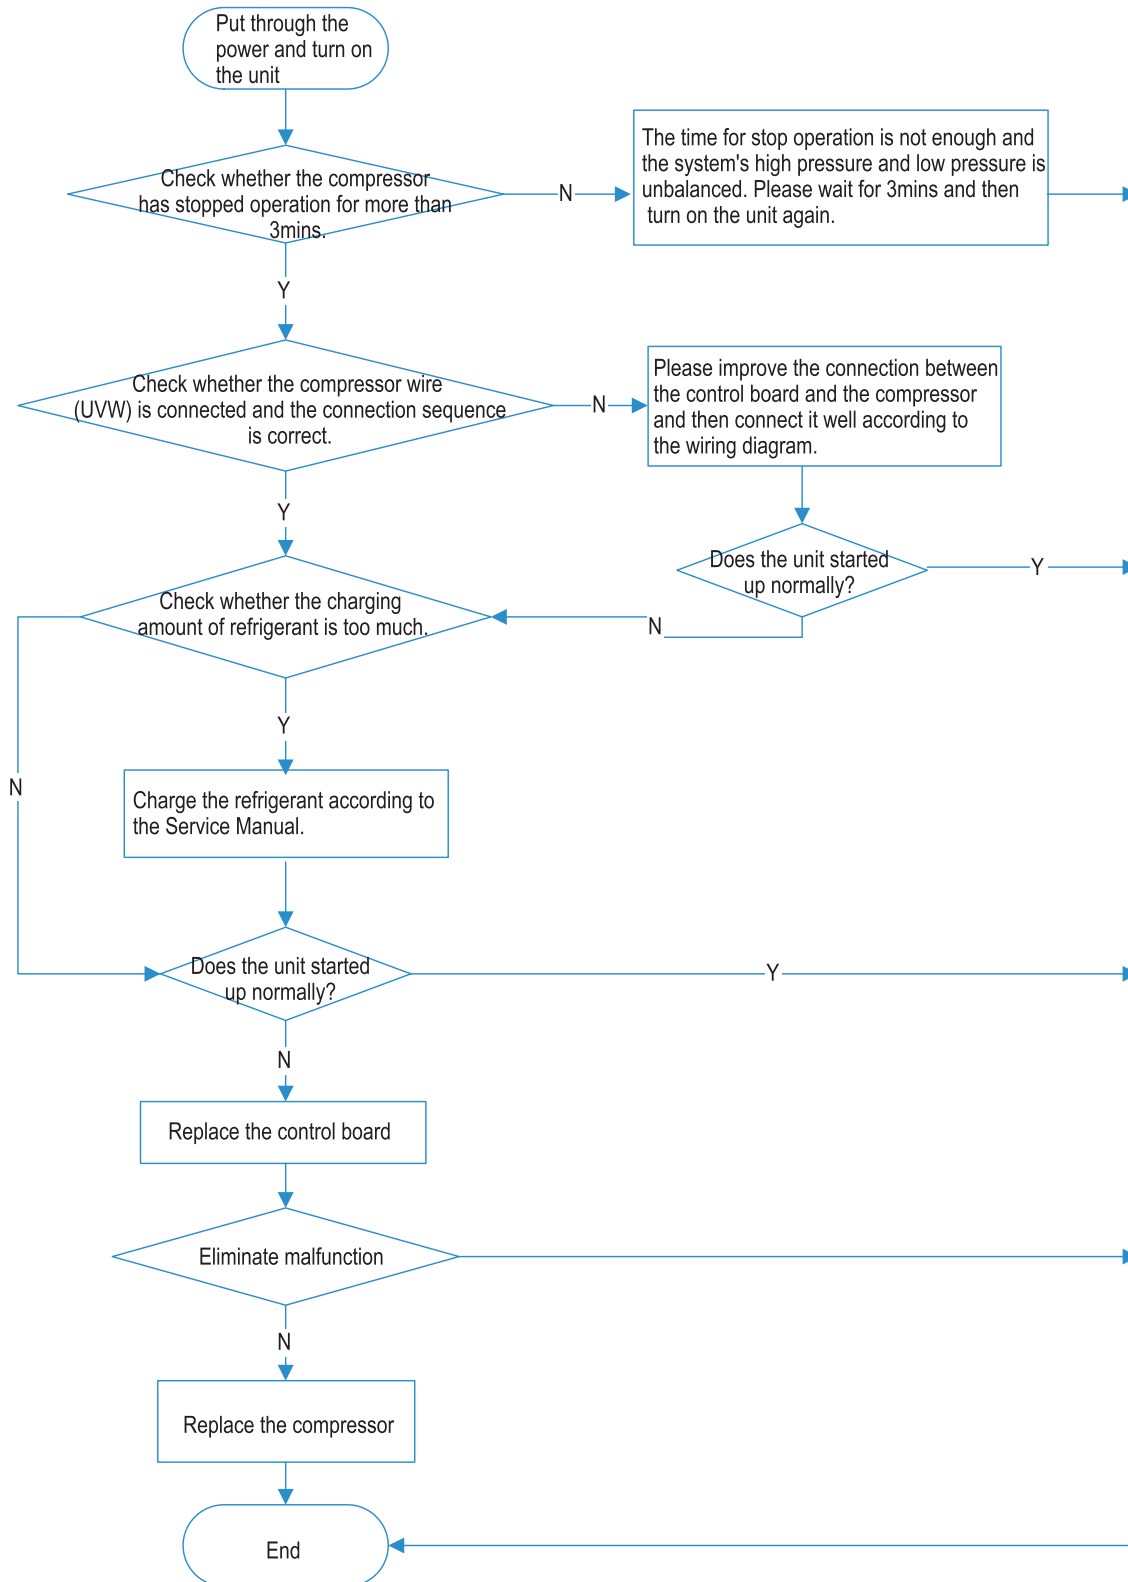 Put through the
power and turn on
the unit
Check whether the compressor
has stopped operation for more than
3mins.
N
The time for stop operation is not enough and
the system's high pressure and low pressure is
unbalanced. Please wait for 3mins and then
turn on the unit again.
Y
Check whether the compressor wire
(UVW) is connected and the connection sequence
is correct.
N
Please improve the connection between
the control board and the compressor
and then connect it well according to
the wiring diagram.
Y
Does the unit started
up normally?
Y
N
Check whether the charging
amount of refrigerant is too much.
Y
N
Charge the refrigerant according to
the Service Manual.
Does the unit started
up normally?
Y
N
Replace the control board
Eliminate malfunction
N
Replace the compressor
End